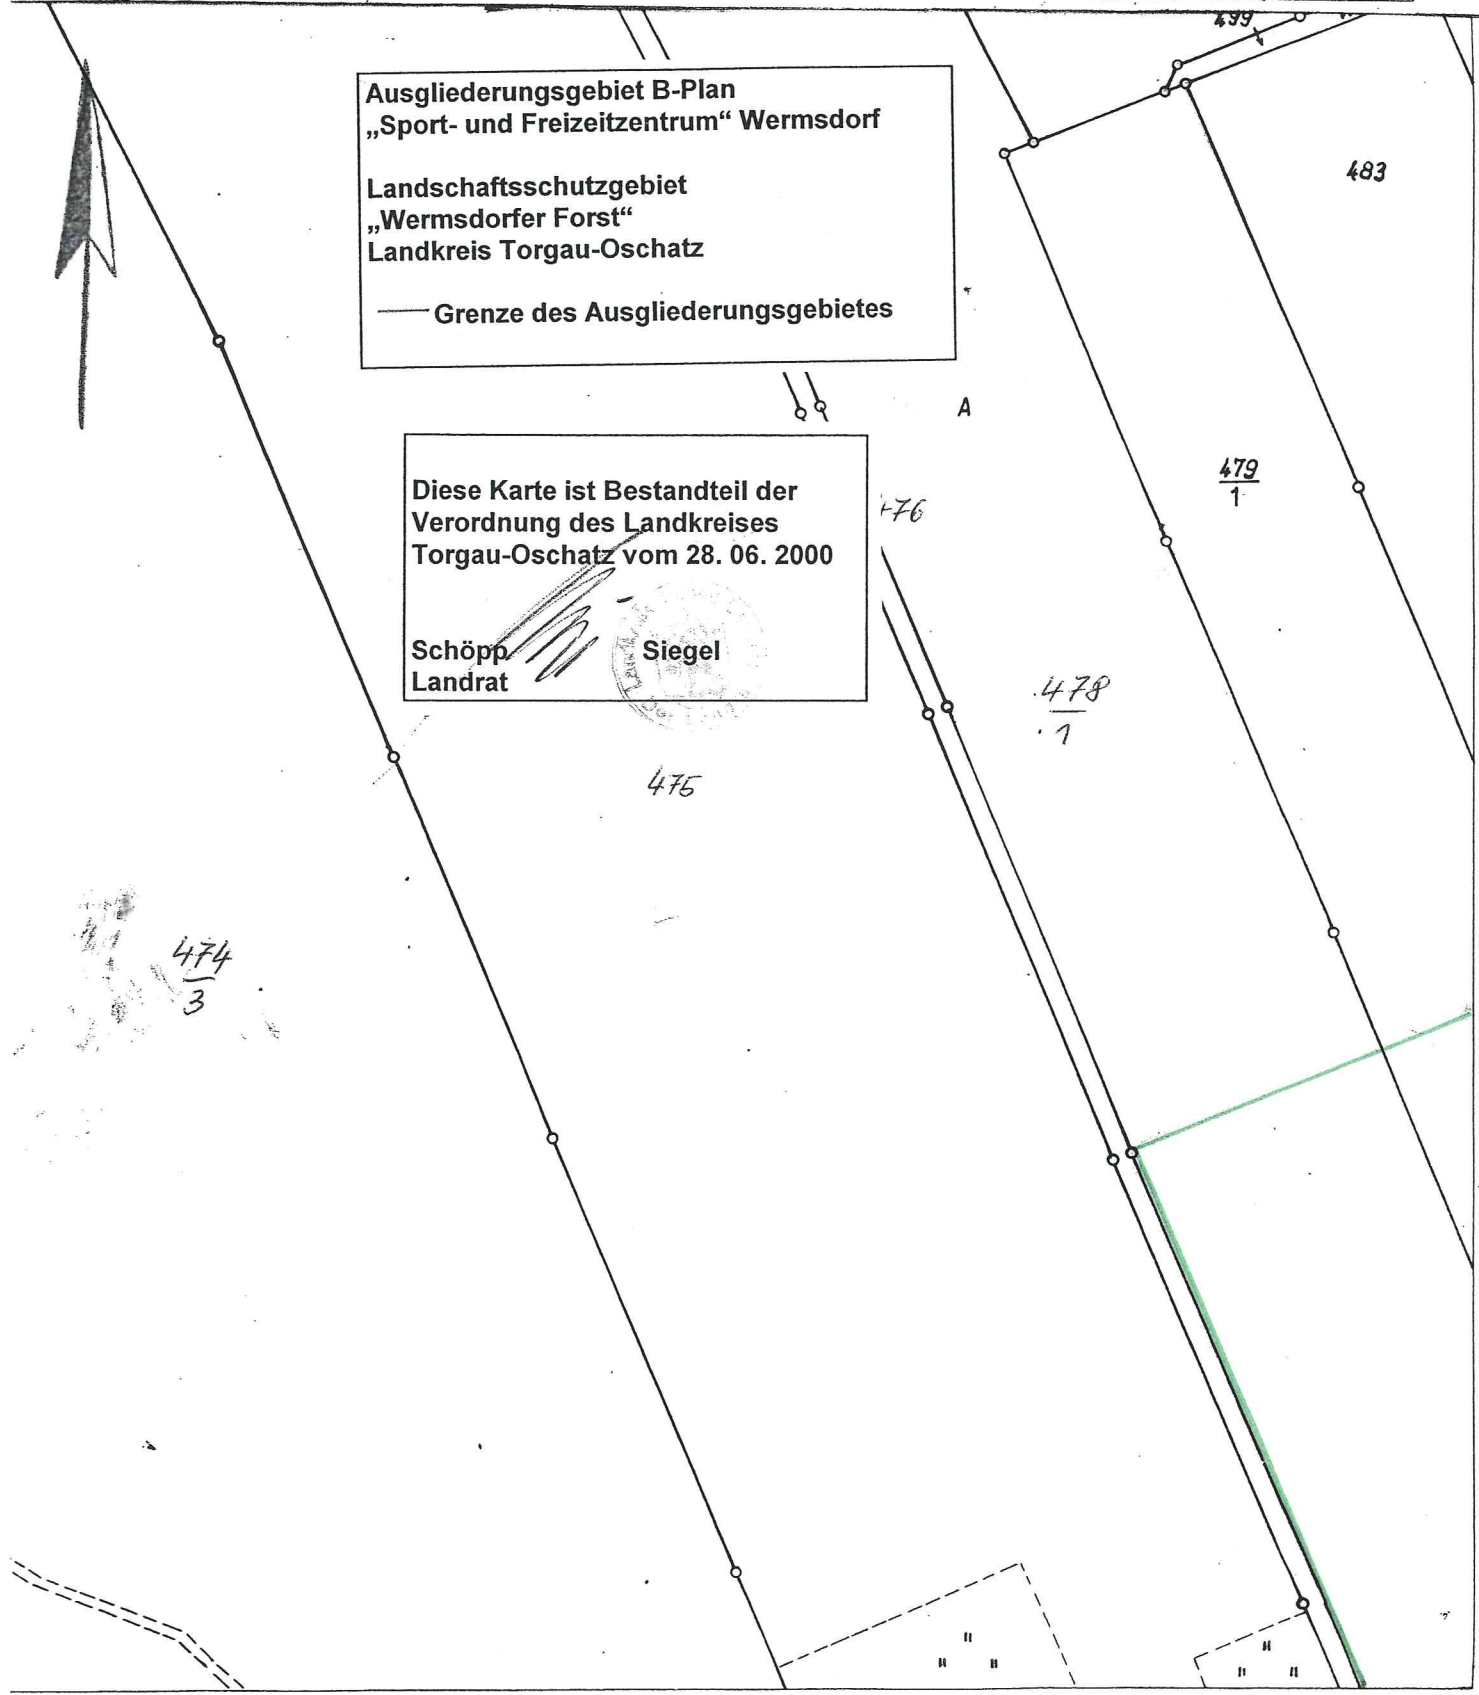 499
Ausgliederungsgebiet B-Plan
„Sport- und Freizeitzentrum“ Wermsdorf
Landschaftsschutzgebiet
„Wermsdorfer Forst“
Landkreis Torgau-Oschatz
Grenze des Ausgliederungsgebietes
483
A
479
1
Diese Karte ist Bestandteil der
Verordnung des Landkreises
Torgau-Oschatz vom 28. 06. 2000
Schöpp
Siegel
Landrat
476
478
1
475
474
3